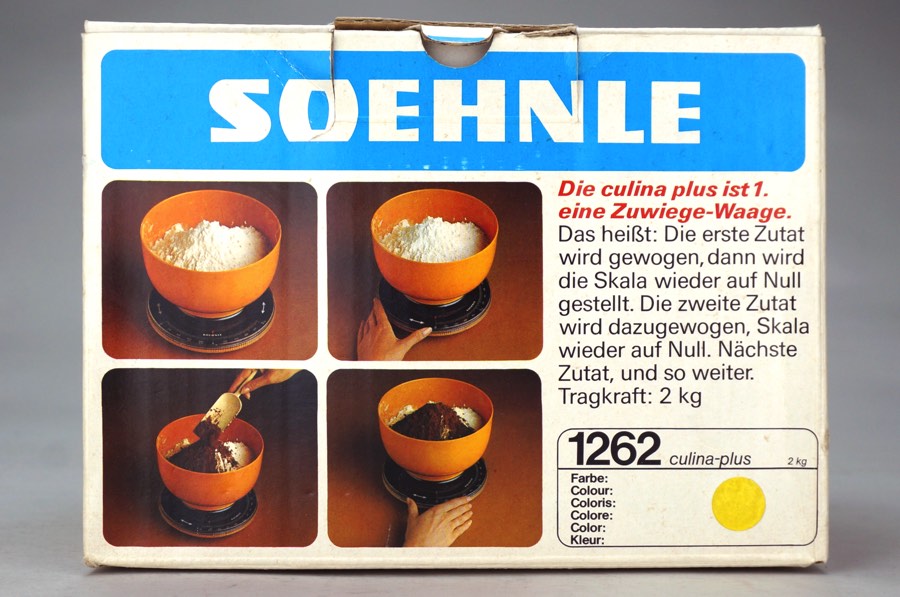 SOEHNLE
Die culina plus ist 1.
eine Zuwiege-Waage.
Das heißt: Die erste Zutat
wird gewogen, dann wird
die Skala wieder auf Null
gestellt. Die zweite Zutat
wird dazugewogen, Skala
wieder auf Null. Nächste
Zutat, und so weiter.
Tragkraft: 2 kg
1262 culina-plus 2 kg
Farbe:
Colour:
Coloris:
Colore:
Color:
Kleur: